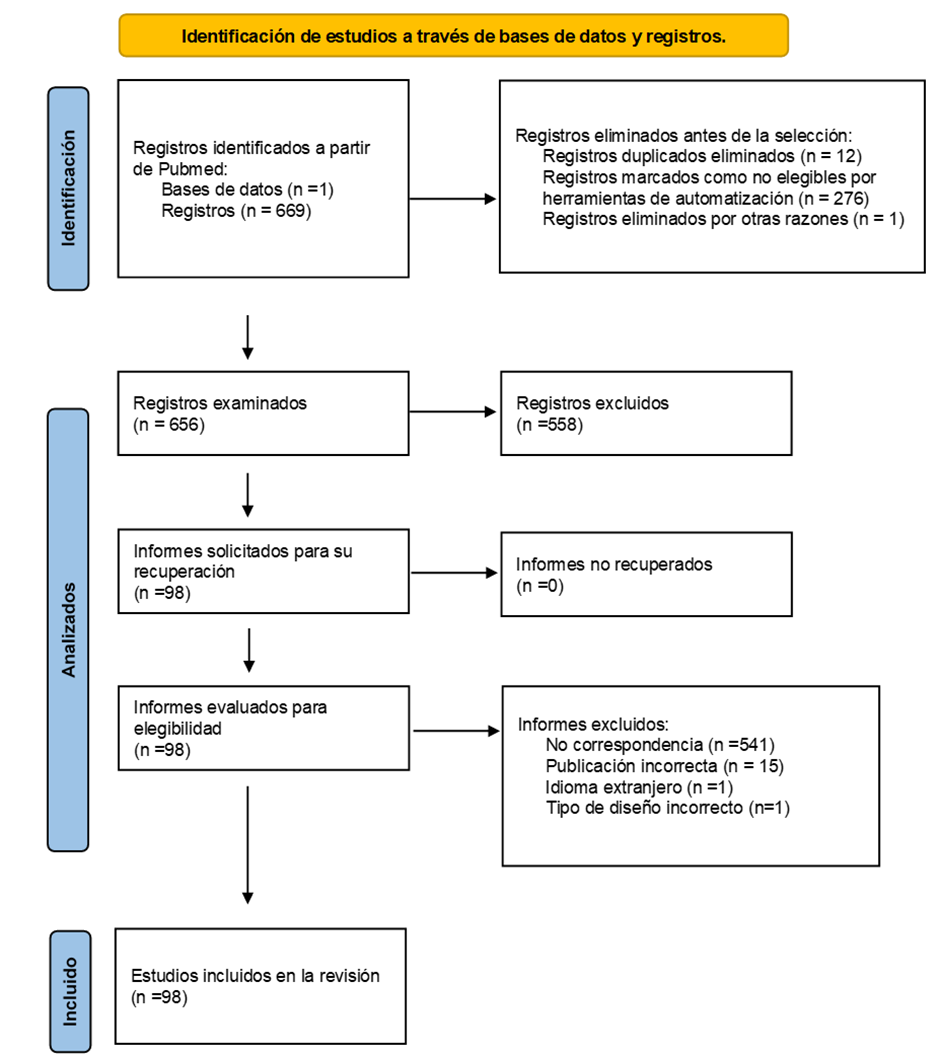 Identificación de estudios a través de bases de datos y registros.
Identificación
Registros identificados a partir
de Pubmed:
Bases de datos (n =1)
Registros (n = 669)
Registros eliminados antes de la selección:
Registros duplicados eliminados (n = 12)
Registros marcados como no elegibles por
herramientas de automatización (n = 276)
Registros eliminados por otras razones (n = 1)
Analizados
Registros examinados
(n = 656)
Registros excluidos
(n =558)
Informes solicitados para su
recuperación
(n =98)
Informes no recuperados
(n =0)
Informes evaluados para
elegibilidad
(n =98)
Informes excluidos:
No correspondencia (n =541)
Publicación incorrecta (n = 15)
Idioma extranjero (n =1)
Tipo de diseño incorrecto (n=1)
Incluido
Estudios incluidos en la revisión
(n =98)